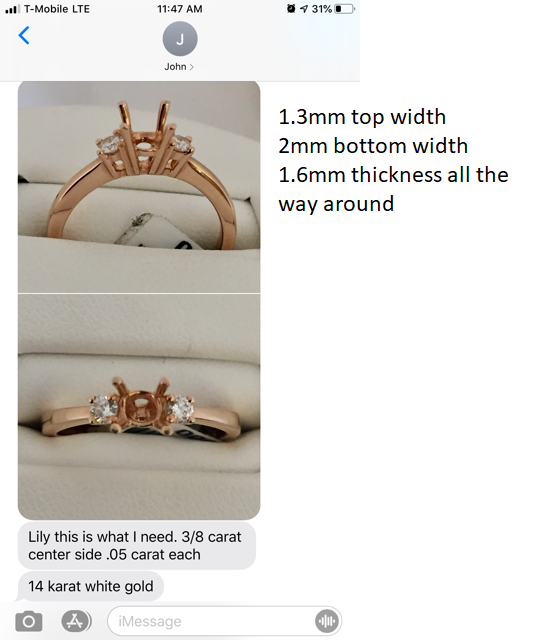 T-Mobile LTE 11:47 AM 31%
J
John >
1.3mm top width
2mm bottom width
1.6mm thickness all the
way around
Lily this is what I need. 3/8 carat
center side .05 carat each
14 karat white gold
iMessage